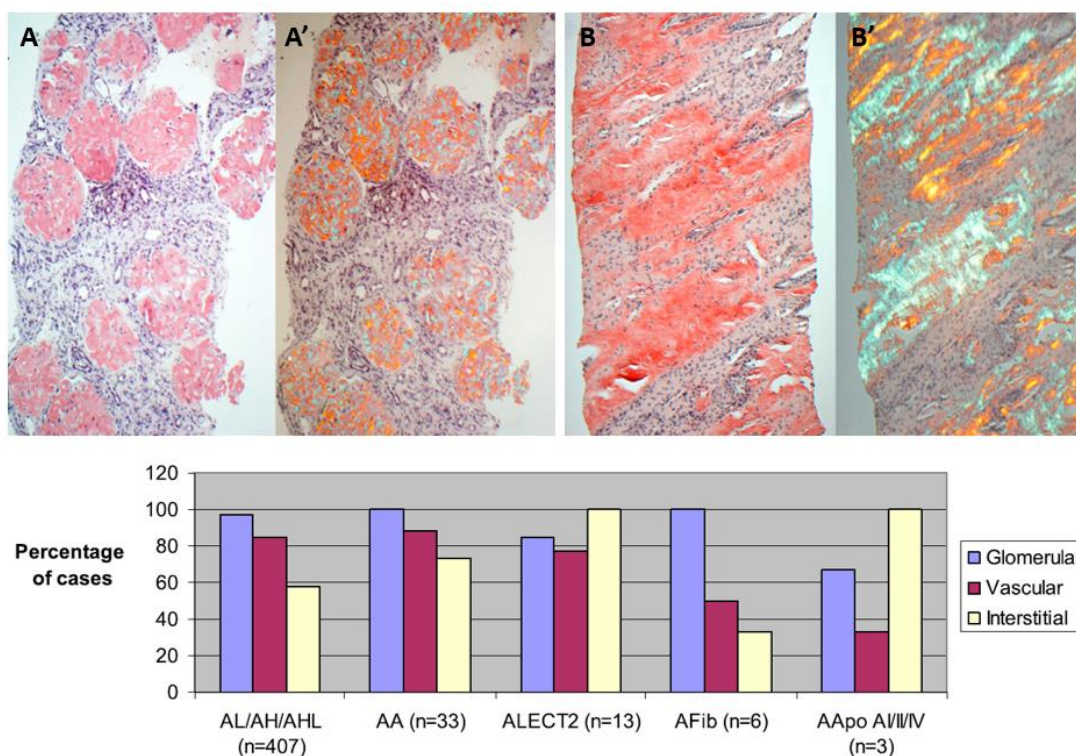 A
A’
B
B’
Percentage
of cases
120
100
80
60
40
20
0
AL/AH/AHL
(n=407)
AA (n=33)
ALECT2 (n=13)
AFib (n=6)
AApo AI/II/IV
(n=3)
Glomerular
Vascular
Interstitial